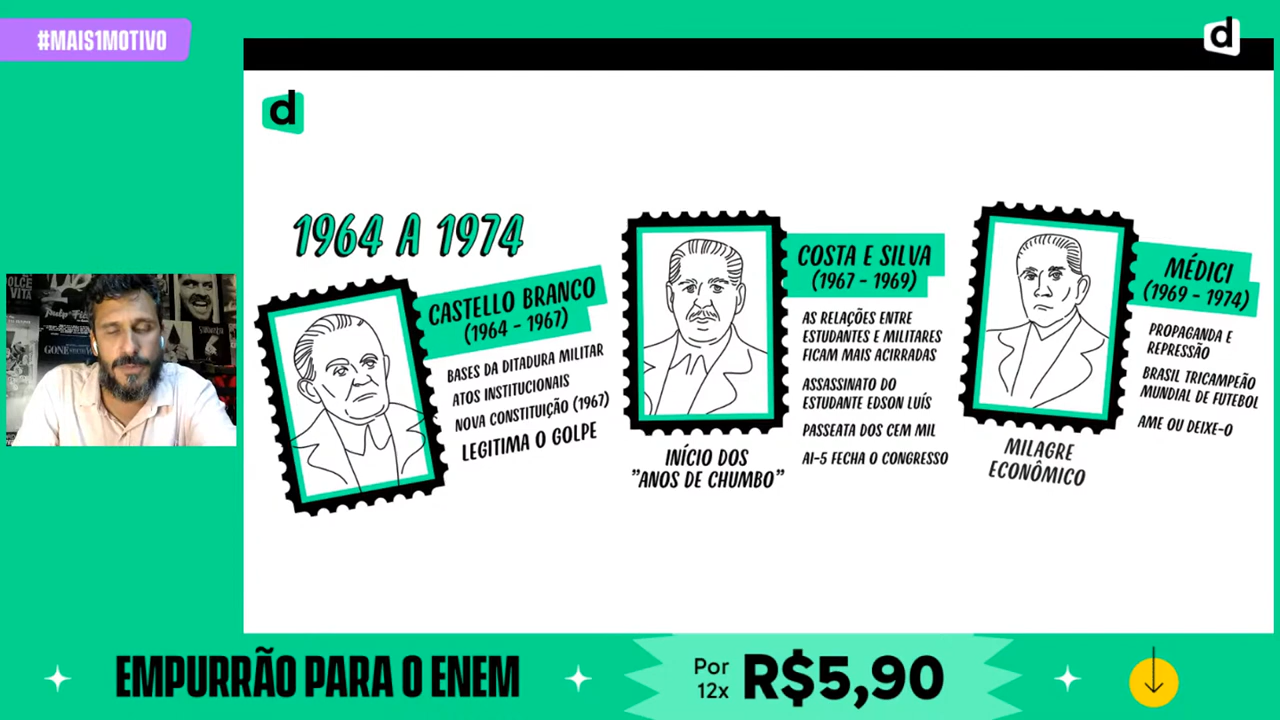 #MAIS1MOTIVO
d
d
1964 A 1974
CASTELLO BRANCO
(1964 - 1967)
BASES DA DITADURA MILITAR
ATOS INSTITUCIONAIS
NOVA CONSTITUIÇÃO (1967)
LEGITIMA O GOLPE
COSTA E SILVA
(1967 - 1969)
AS RELAÇÕES ENTRE
ESTUDANTES E MILITARES
FICAM MAIS ACIRRADAS
ASSASSINATO DO
ESTUDANTE EDSON LUÍS
PASSEATA DOS CEM MIL
AI-5 FECHA O CONGRESSO
INÍCIO DOS
"ANOS DE CHUMBO"
MÉDICI
(1969 - 1974)
PROPAGANDA E
REPRESSÃO
BRASIL TRICAMPEÃO
MUNDIAL DE FUTEBOL
AME OU DEIXE-O
MILAGRE
ECONÔMICO
OLCE
VITA
EMPURRÃO PARA O ENEM
Por
12x
R$5,90